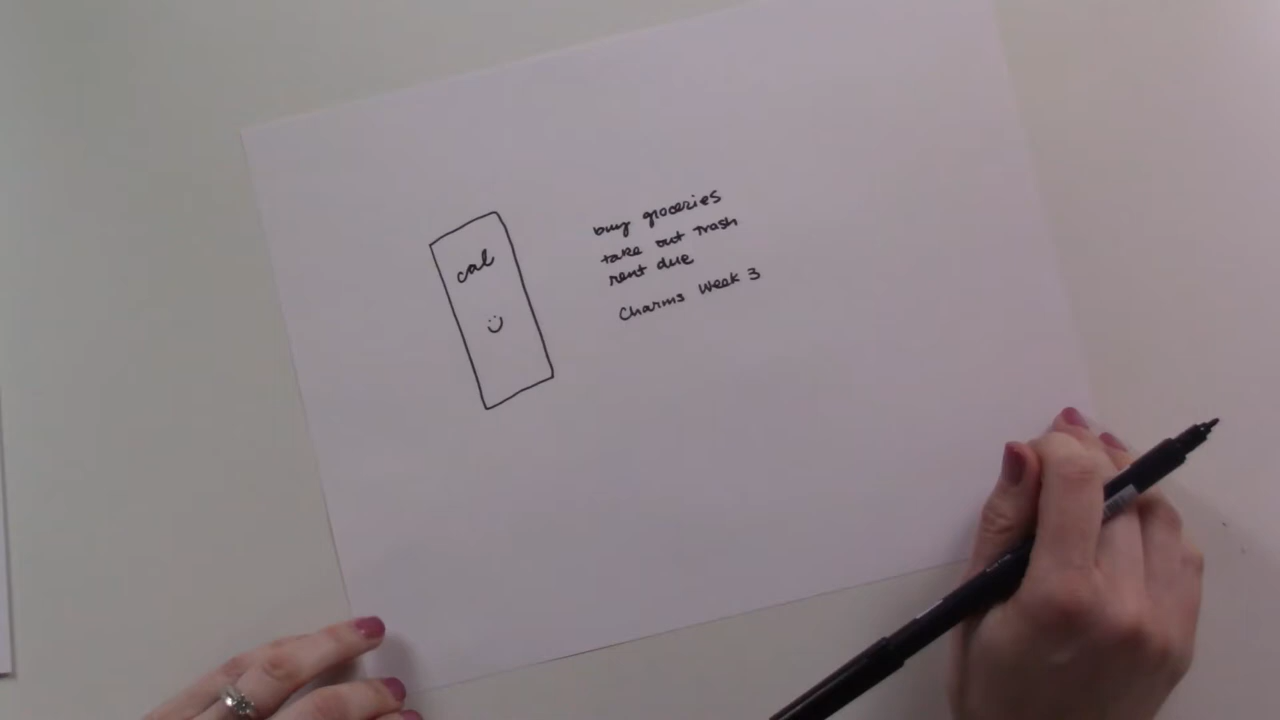 cal
buy groceries
take out trash
rent due
Charms Week 3